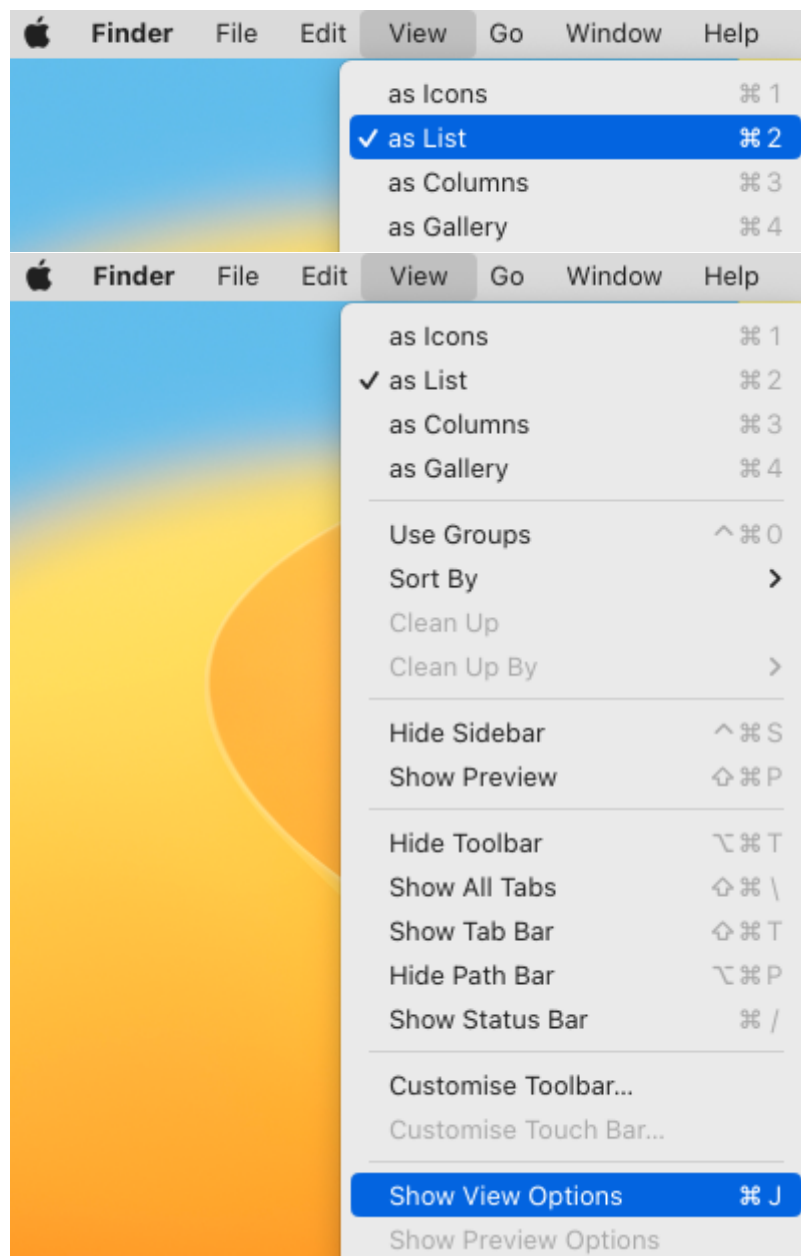 Finder File Edit View Go Window Help
as Icons ⌘ 1
✓ as List ⌘ 2
as Columns ⌘ 3
as Gallery ⌘ 4
Finder File Edit View Go Window Help
as Icons ⌘ 1
✓ as List ⌘ 2
as Columns ⌘ 3
as Gallery ⌘ 4
Use Groups ^ ⌘ 0
Sort By >
Clean Up
Clean Up By >
Hide Sidebar ^ ⌘ S
Show Preview ⇧ ⌘ P
Hide Toolbar ⌥ ⌘ T
Show All Tabs ⇧ ⌘ \
Show Tab Bar ⇧ ⌘ T
Hide Path Bar ⌥ ⌘ P
Show Status Bar ⌘ /
Customise Toolbar...
Customise Touch Bar...
Show View Options ⌘ J
Show Preview Options